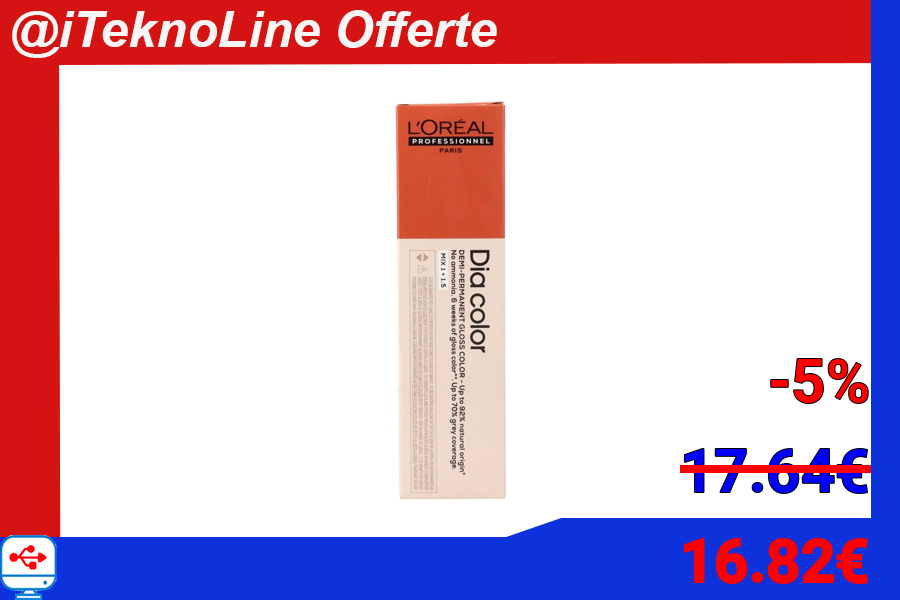 @iTeknoLine Offerte
L'ORÉAL
PROFESSIONNEL
PARIS
Dia color
DEMI-PERMANENT GLOSS COLOR - Up to 92% natural origin*
No ammonia. 6 weeks of gloss color**. Up to 70% grey coverage.
MIX 1 + 1.5
-5%
17.64€
16.82€